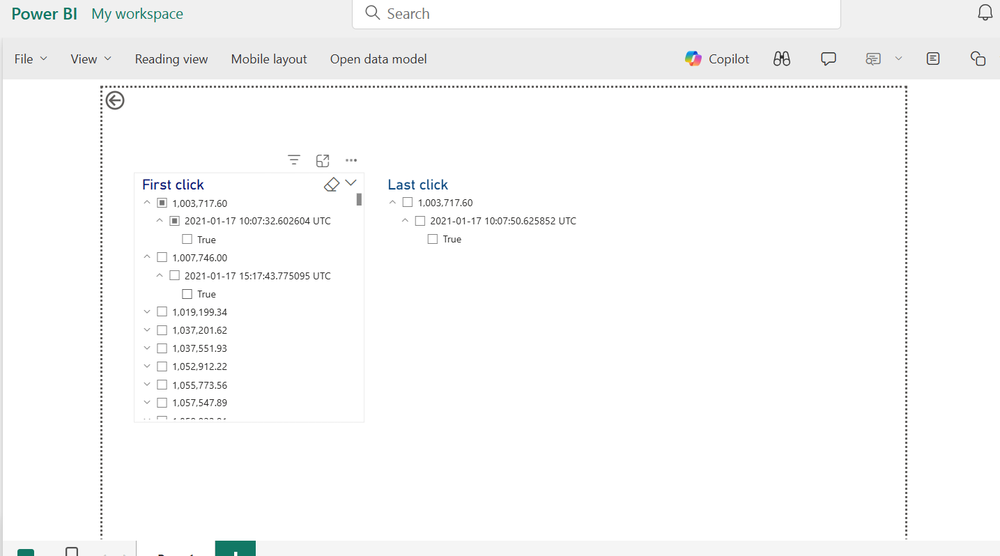 Power BI My workspace
Search
File View Reading view Mobile layout Open data model Copilot
First click
1,003,717.60
2021-01-17 10:07:32.602604 UTC
True
1,007,746.00
2021-01-17 15:17:43.775095 UTC
True
1,019,199.34
1,037,201.62
1,037,551.93
1,052,912.22
1,055,773.56
1,057,547.89
Last click
1,003,717.60
2021-01-17 10:07:50.625852 UTC
True